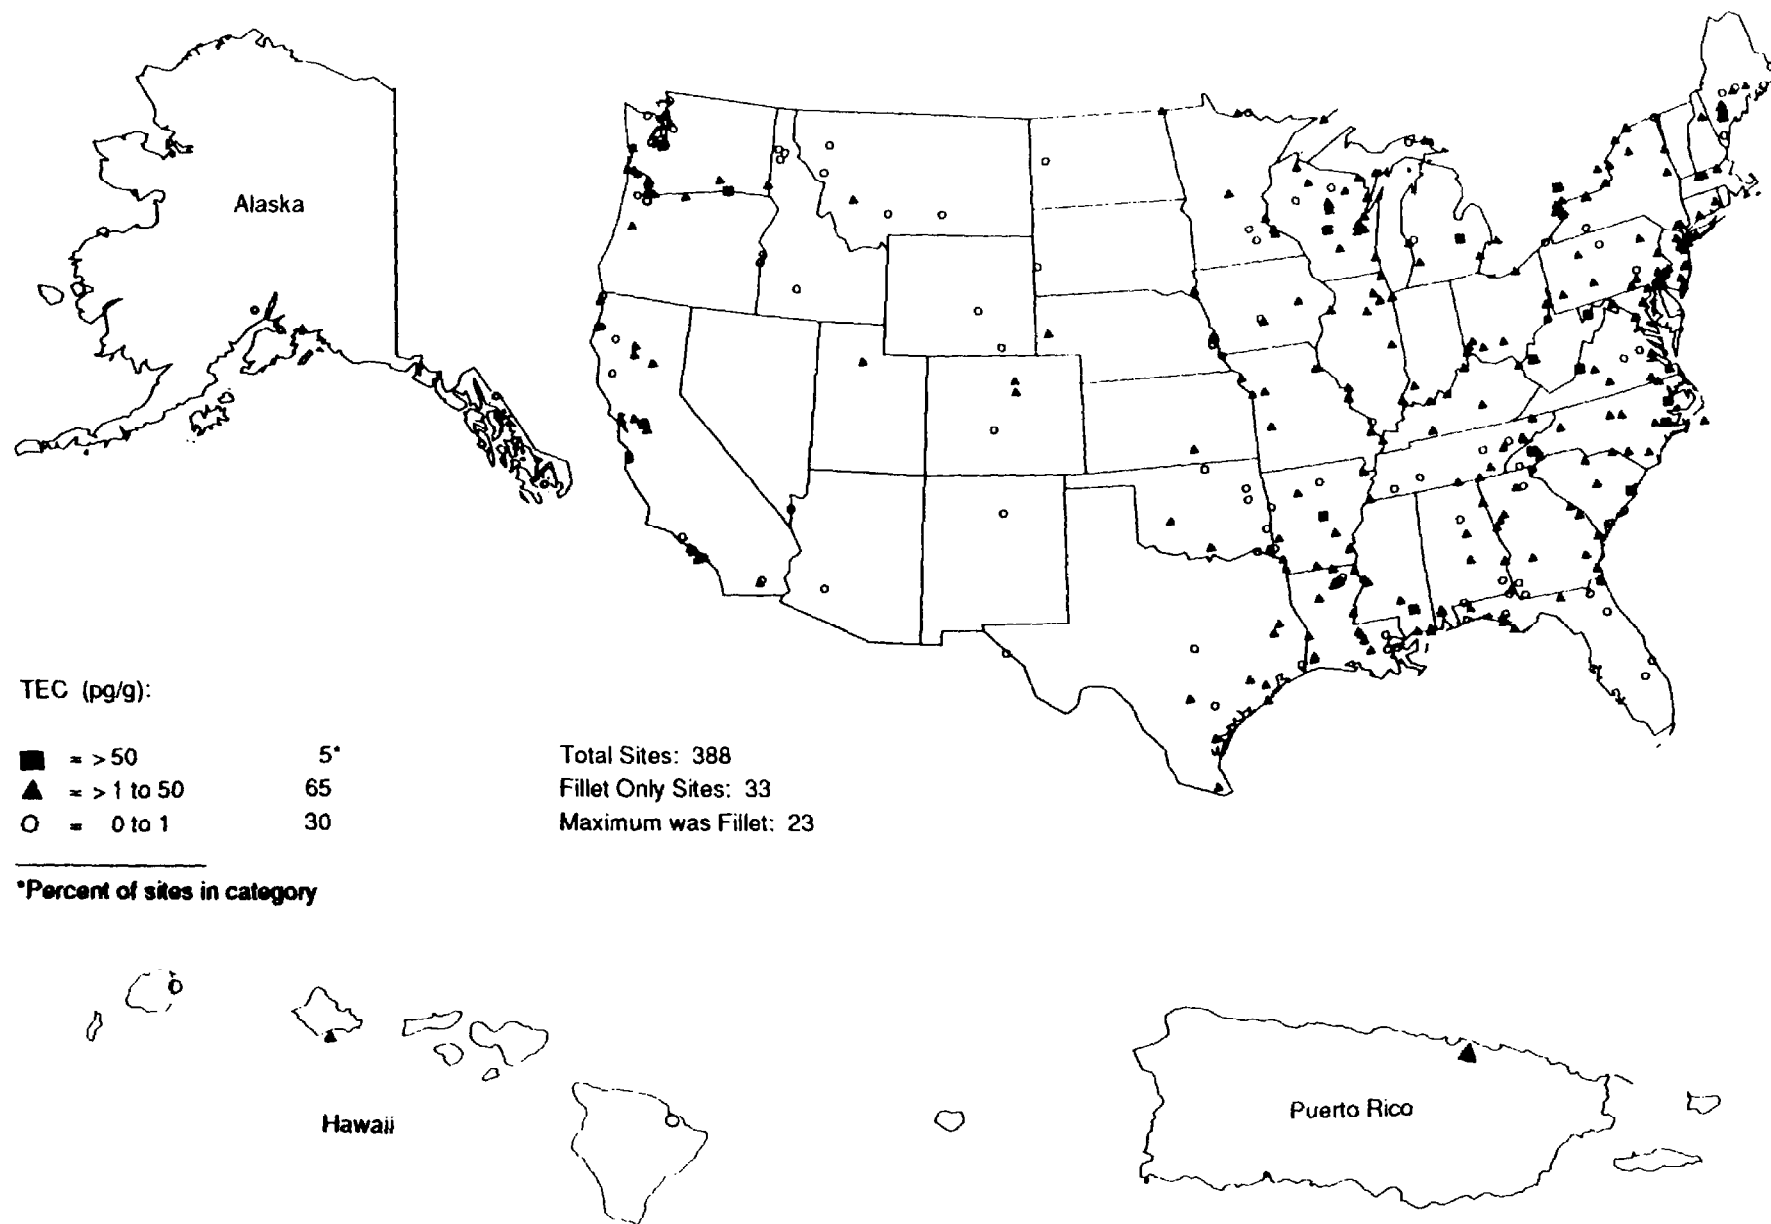 Alaska
TEC (pg/g):
■ = > 50 5*
▲ = > 1 to 50 65
○ = 0 to 1 30
Total Sites: 388
Fillet Only Sites: 33
Maximum was Fillet: 23
*Percent of sites in category
Hawaii
Puerto Rico